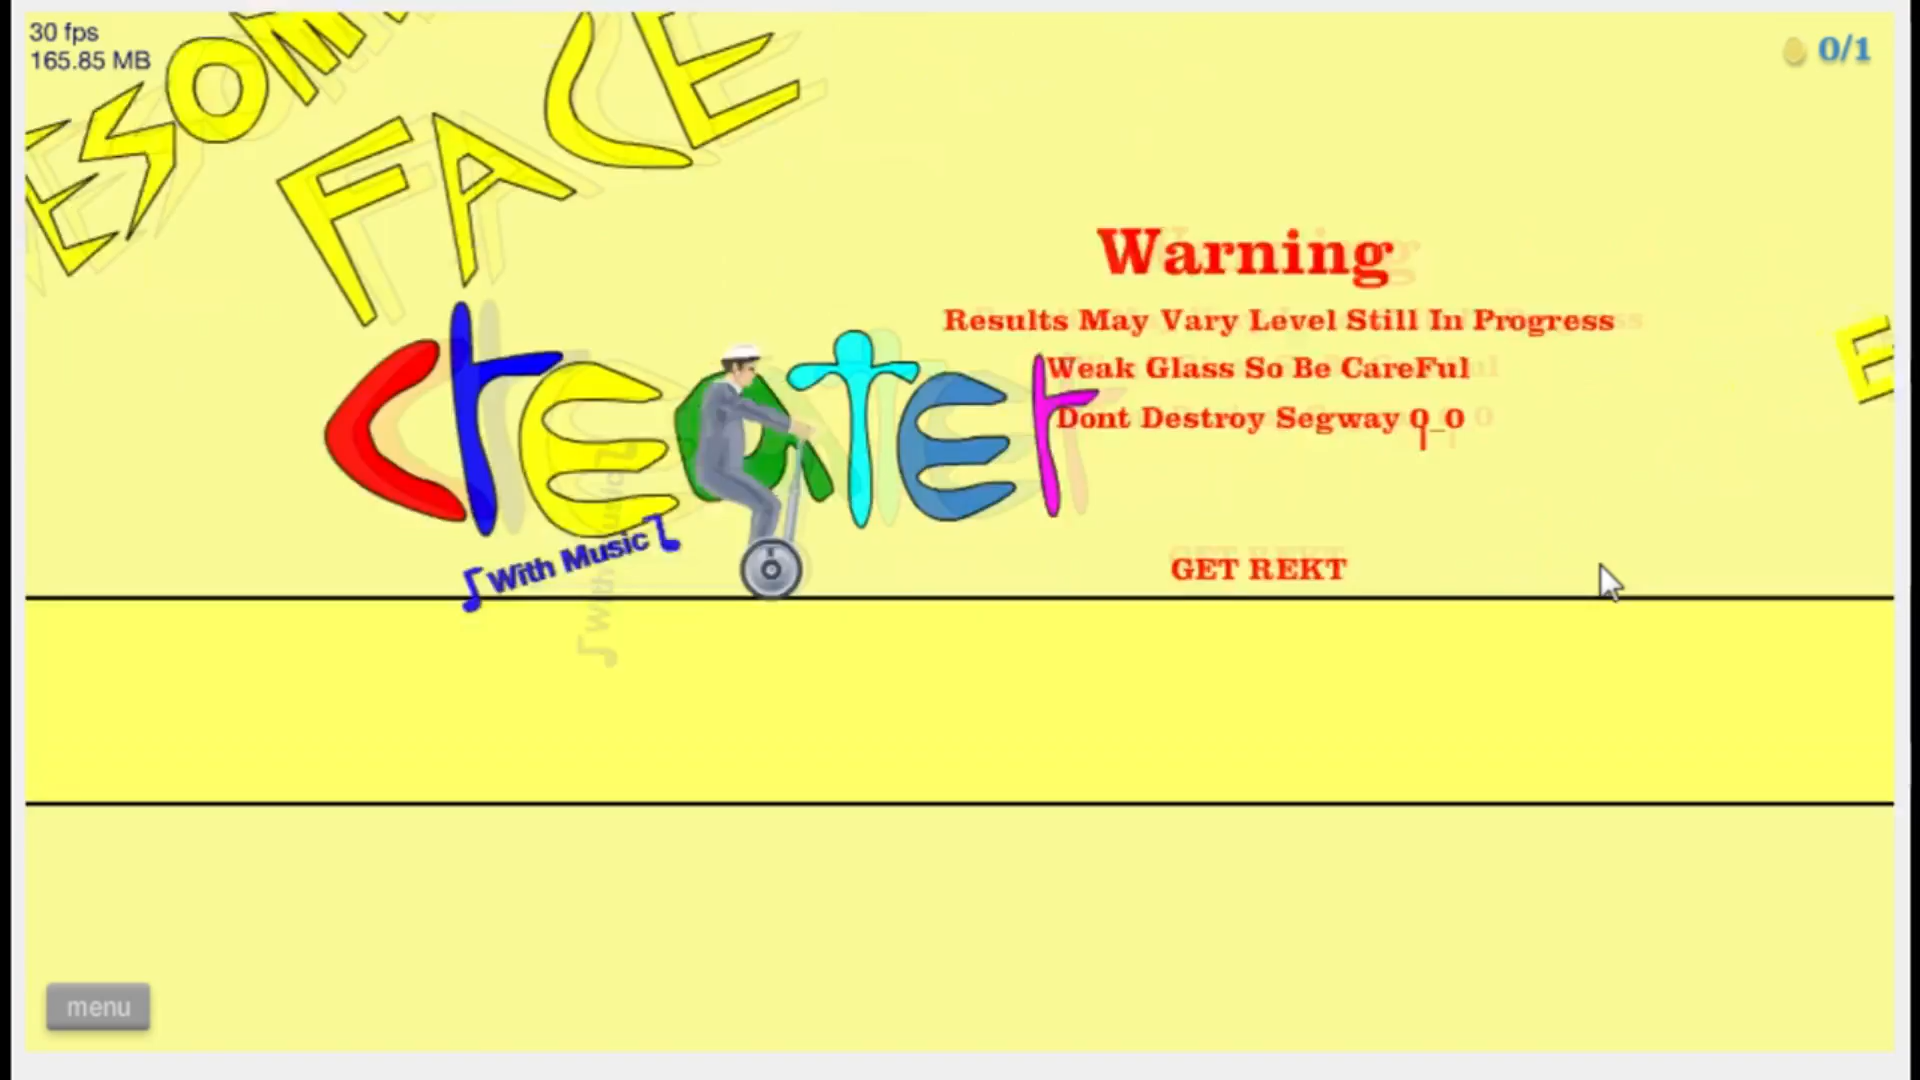 30 fps
165.85 MB
0/1
ESOM
FACE
Creater
Warning
Results May Vary Level Still In Progress
Weak Glass So Be CareFul
Dont Destroy Segway 0_0
♪With Music♪
GET REKT
E
menu